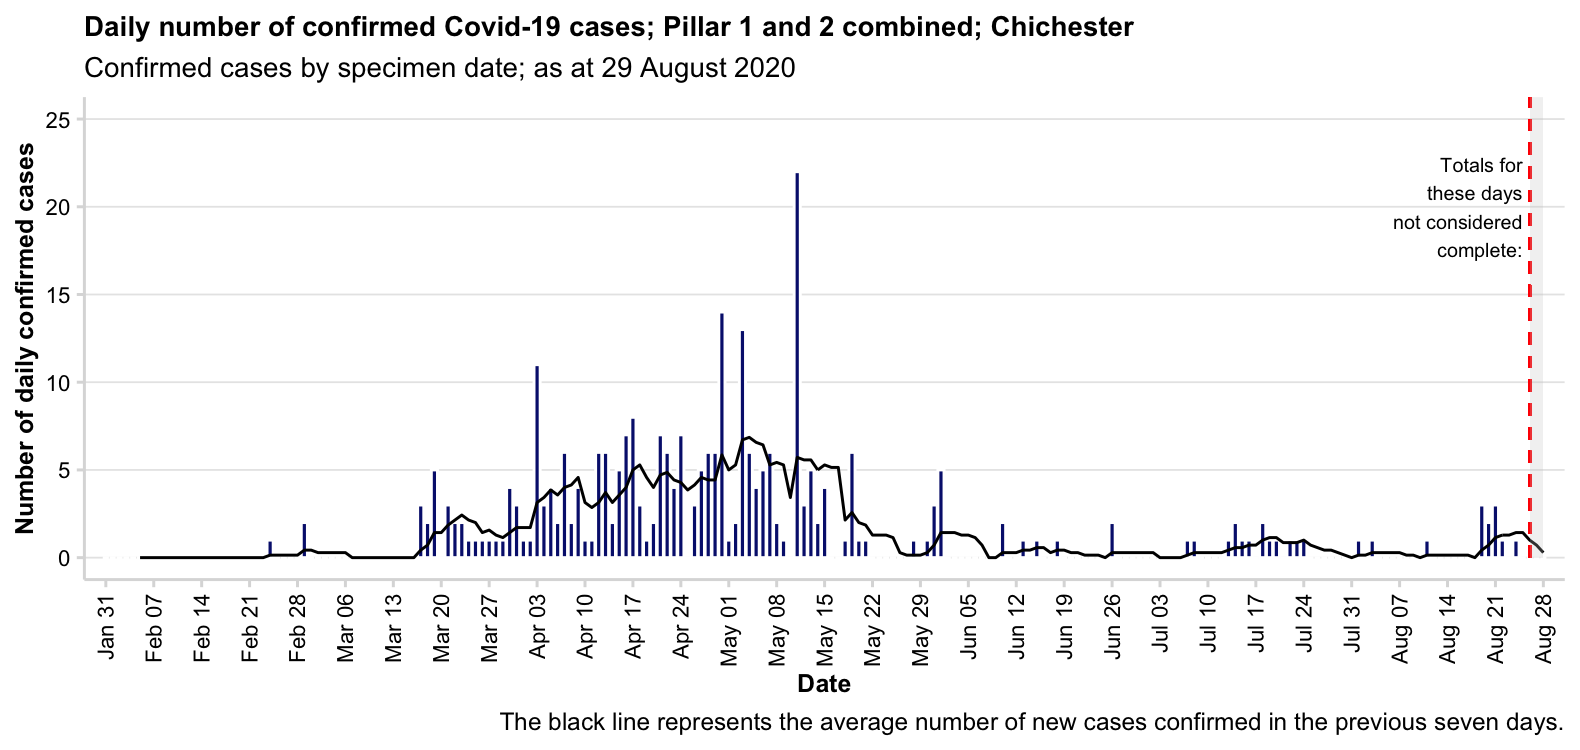 Daily number of confirmed Covid-19 cases; Pillar 1 and 2 combined; Chichester
Confirmed cases by specimen date; as at 29 August 2020
Number of daily confirmed cases
25
20
15
10
5
0
Totals for
these days
not considered
complete:
Jan 31
Feb 07
Feb 14
Feb 21
Feb 28
Mar 06
Mar 13
Mar 20
Mar 27
Apr 03
Apr 10
Apr 17
Apr 24
May 01
May 08
May 15
May 22
May 29
Jun 05
Jun 12
Jun 19
Jun 26
Jul 03
Jul 10
Jul 17
Jul 24
Jul 31
Aug 07
Aug 14
Aug 21
Aug 28
Date
The black line represents the average number of new cases confirmed in the previous seven days.